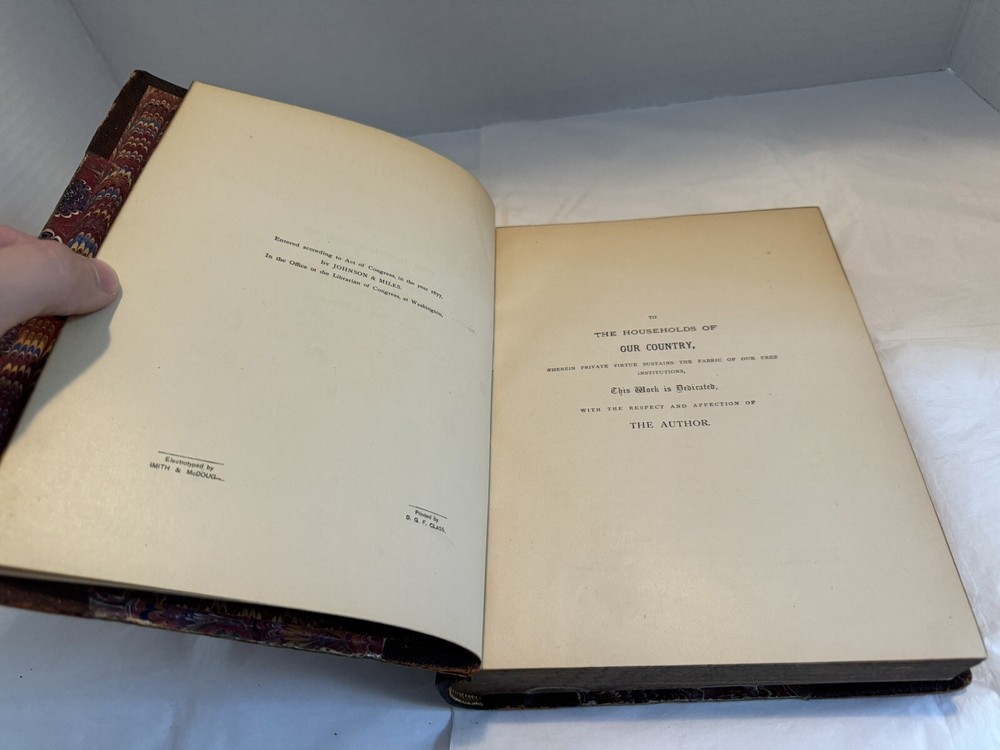 Entered according to Act of Congress, in the year 1877,
by JOHNSON & MILES.
In the Office of the Librarian of Congress, at Washington,
Electrotyped by
SMITH & McDOUG
Printed by
D. G. F. CLASS.
TO
THE HOUSEHOLDS OF
OUR COUNTRY,
WHEREIN PRIVATE VIRTUE SUSTAINS THE FABRIC OF OUR FREE
INSTITUTIONS,
This Work is Dedicated,
WITH THE RESPECT AND AFFECTION OF
THE AUTHOR.